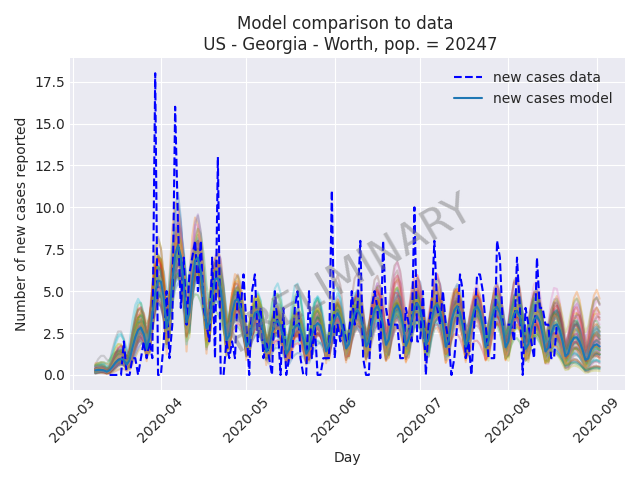 Model comparison to data
US - Georgia - Worth, pop. = 20247
new cases data
new cases model
Number of new cases reported
17.5
15.0
12.5
10.0
7.5
5.0
2.5
0.0
PRELIMINARY
2020-03
2020-04
2020-05
2020-06
2020-07
2020-08
2020-09
Day